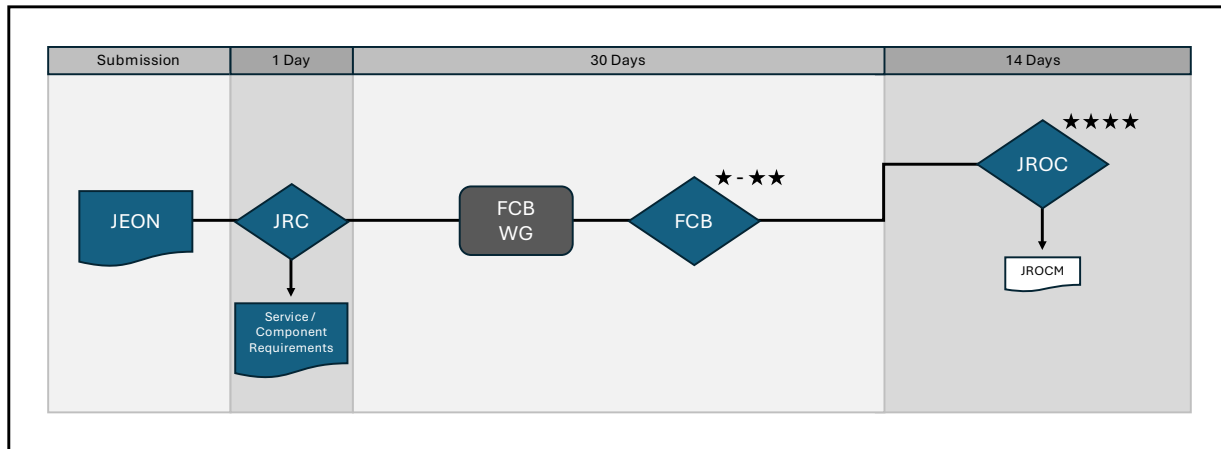 Submission
1 Day
30 Days
14 Days
★★★★
JROC
★-★★
JEON
JRC
FCB
WG
FCB
JROCM
Service /
Component
Requirements